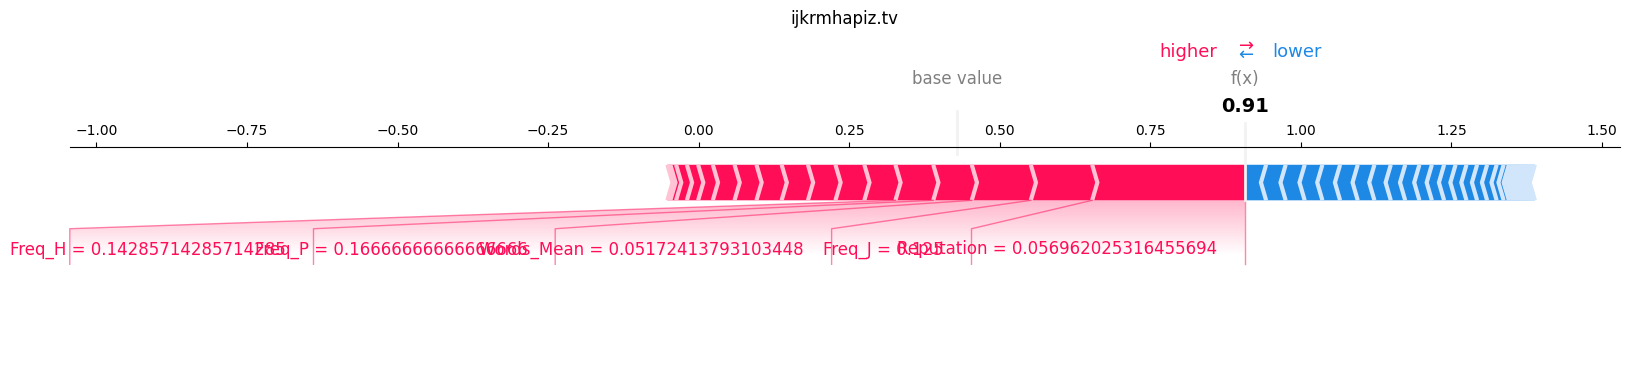 ijkrmhapiz.tv
higher ⇄ lower
base value f(x)
0.91
−1.00 −0.75 −0.50 −0.25 0.00 0.25 0.50 0.75 1.00 1.25 1.50
Freq_H = 0.14285714285714285 Freq_P = 0.16666666666666666 Words_Mean = 0.05172413793103448 Freq_J = 0.125 Reputation = 0.056962025316455694